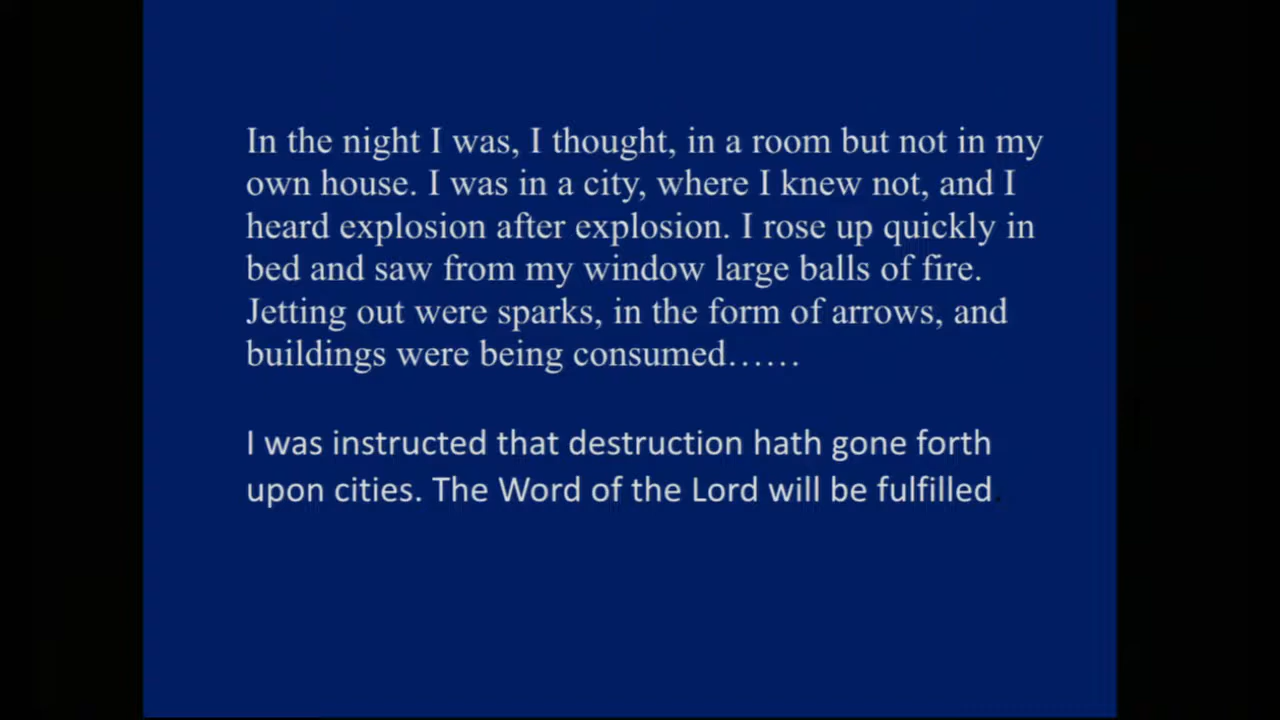 In the night I was, I thought, in a room but not in my
own house. I was in a city, where I knew not, and I
heard explosion after explosion. I rose up quickly in
bed and saw from my window large balls of fire.
Jetting out were sparks, in the form of arrows, and
buildings were being consumed……
I was instructed that destruction hath gone forth
upon cities. The Word of the Lord will be fulfilled.